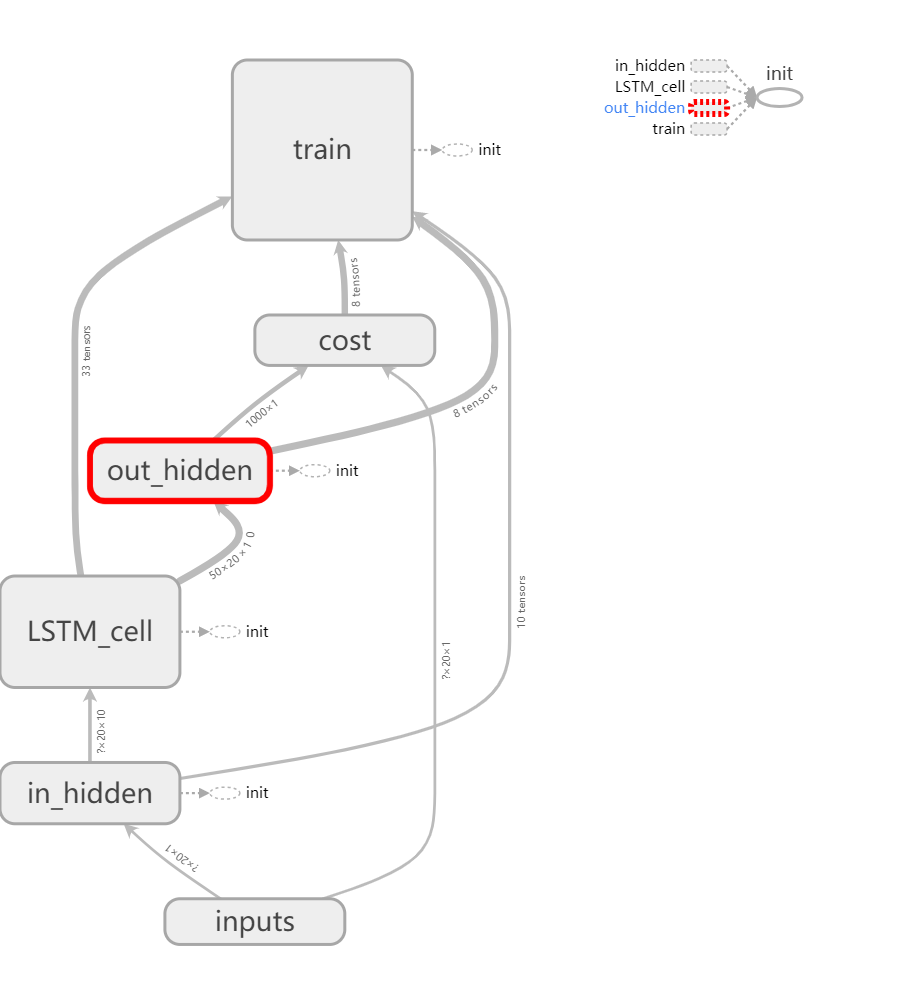 in_hidden
init
LSTM_cell
out_hidden
train
train
init
8 tensors
33 tensors
cost
1000×1
8 tensors
out_hidden
init
50×20×10
LSTM_cell
init
10 tensors
?×20×1
?×20×10
in_hidden
init
?×20×1
inputs